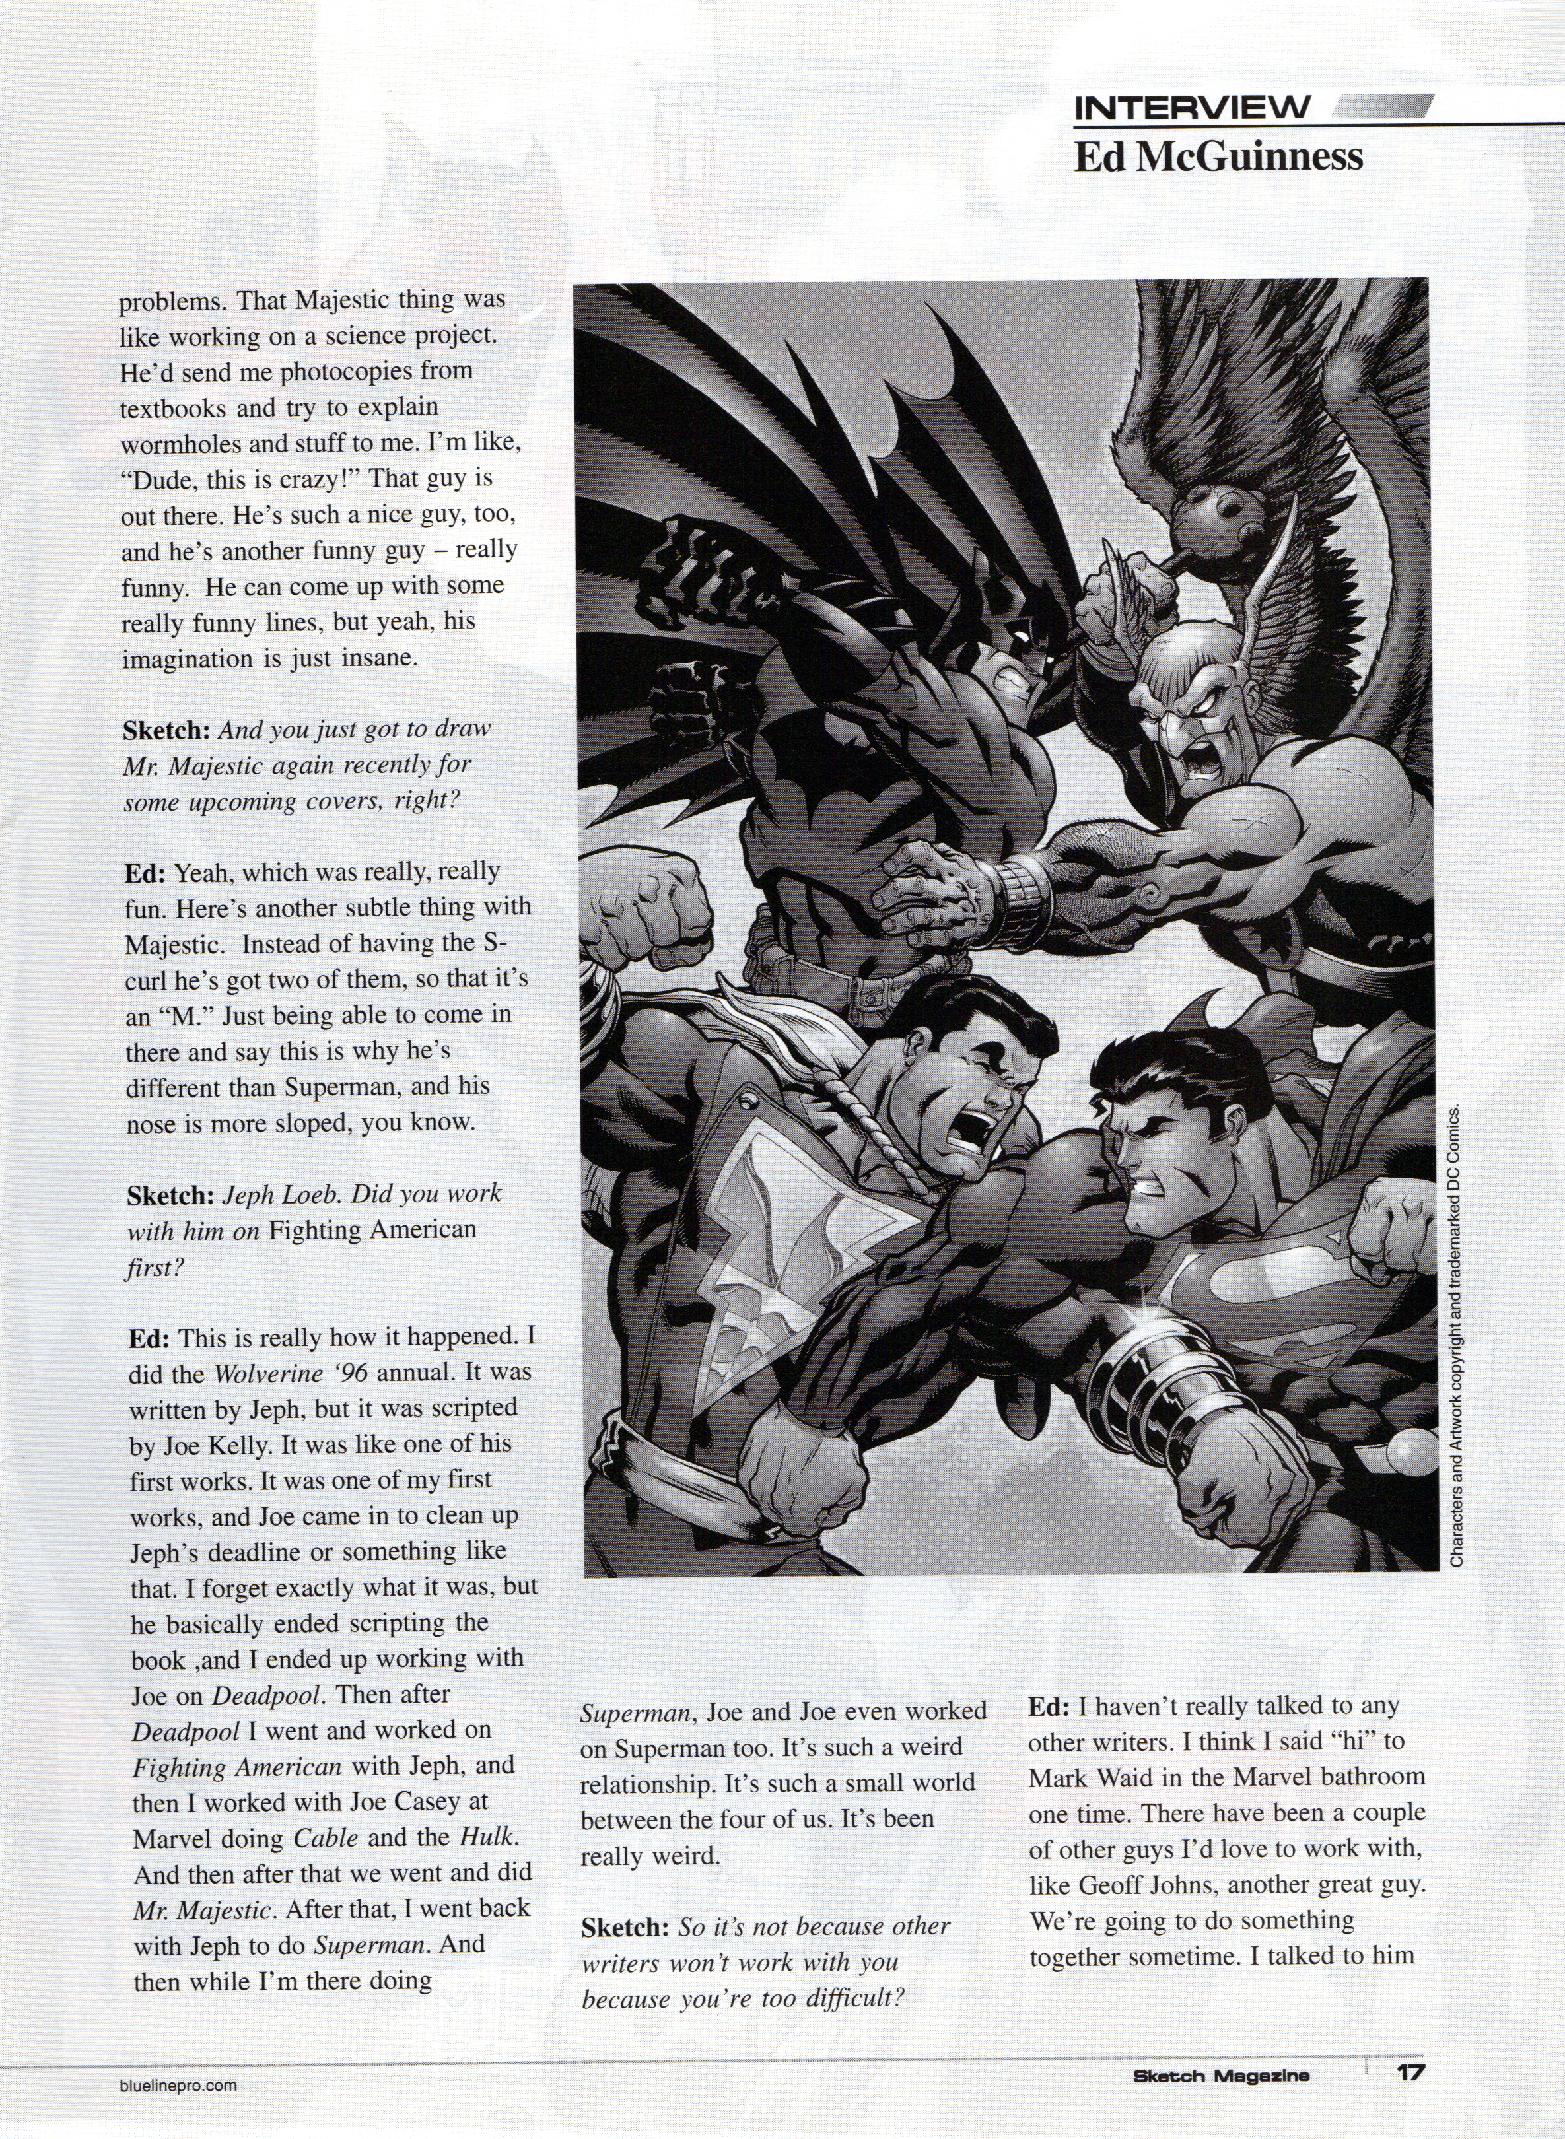 INTERVIEW
Ed McGuinness
problems. That Majestic thing was
like working on a science project.
He'd send me photocopies from
textbooks and try to explain
wormholes and stuff to me. I'm like,
“Dude, this is crazy!” That guy is
out there. He's such a nice guy, too,
and he's another funny guy – really
funny.  He can come up with some
really funny lines, but yeah, his
imagination is just insane.
Sketch: And you just got to draw
Mr. Majestic again recently for
some upcoming covers, right?
Ed: Yeah, which was really, really
fun. Here's another subtle thing with
Majestic.  Instead of having the S-
curl he's got two of them, so that it's
an “M.” Just being able to come in
there and say this is why he's
different than Superman, and his
nose is more sloped, you know.
Sketch: Jeph Loeb. Did you work
with him on Fighting American
first?
Ed: This is really how it happened. I
did the Wolverine ‘96 annual. It was
written by Jeph, but it was scripted
by Joe Kelly. It was like one of his
first works. It was one of my first
works, and Joe came in to clean up
Jeph's deadline or something like
that. I forget exactly what it was, but
he basically ended scripting the
book ,and I ended up working with
Joe on Deadpool. Then after
Deadpool I went and worked on
Fighting American with Jeph, and
then I worked with Joe Casey at
Marvel doing Cable and the Hulk.
And then after that we went and did
Mr. Majestic. After that, I went back
with Jeph to do Superman. And
then while I'm there doing
Characters and Artwork copyright and trademarked DC Comics.
Superman, Joe and Joe even worked
on Superman too. It's such a weird
relationship. It's such a small world
between the four of us. It's been
really weird.
Sketch: So it's not because other
writers won't work with you
because you're too difficult?
Ed: I haven't really talked to any
other writers. I think I said “hi” to
Mark Waid in the Marvel bathroom
one time. There have been a couple
of other guys I'd love to work with,
like Geoff Johns, another great guy.
We're going to do something
together sometime. I talked to him
bluelinepro.com
Sketch Magazine 17